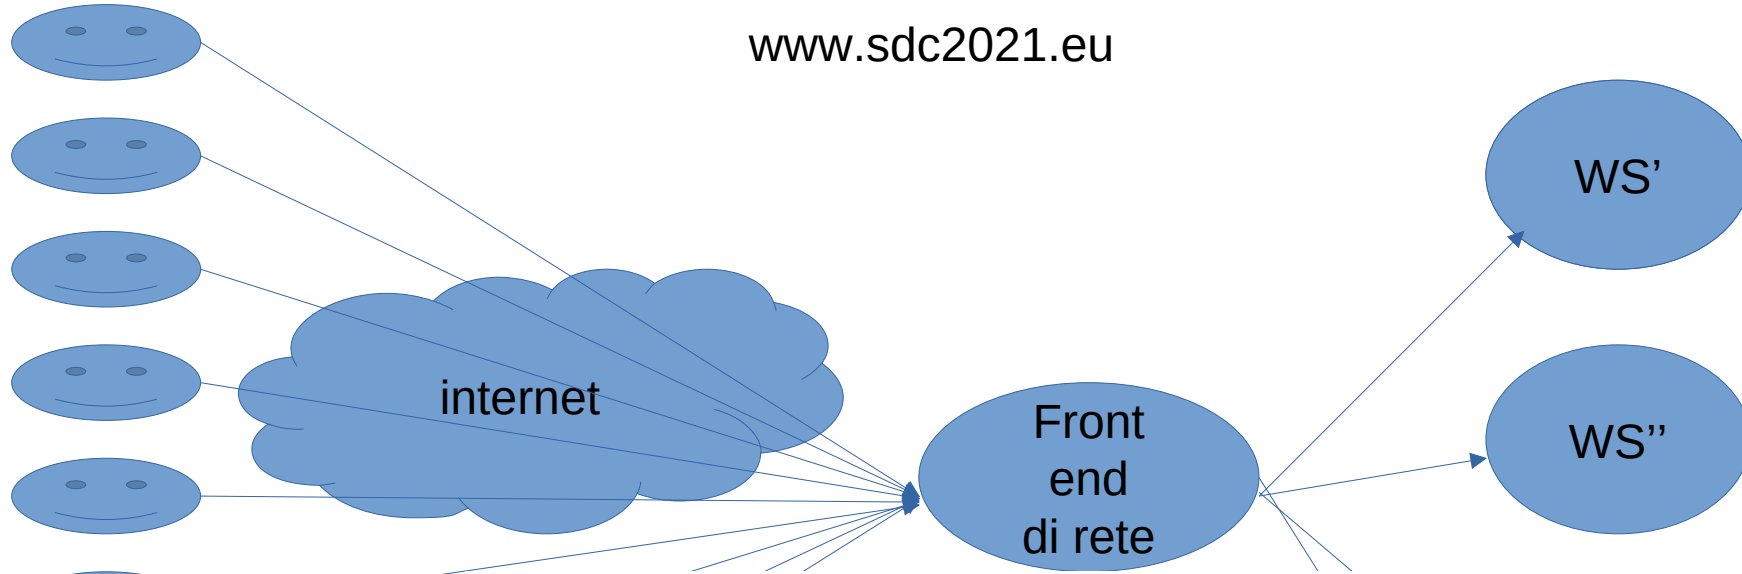 www.sdc2021.eu
WS’
internet
Front
end
di rete
WS’’